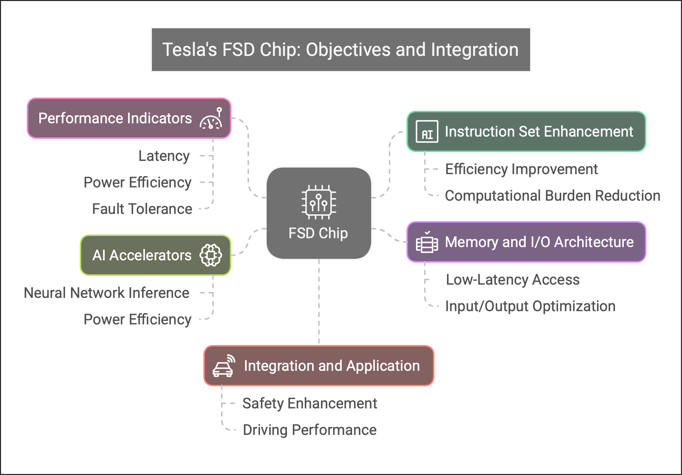 Tesla's FSD Chip: Objectives and Integration
Performance Indicators
Latency
Power Efficiency
Fault Tolerance
AI Accelerators
Neural Network Inference
Power Efficiency
FSD Chip
AI
Instruction Set Enhancement
Efficiency Improvement
Computational Burden Reduction
Memory and I/O Architecture
Low-Latency Access
Input/Output Optimization
Integration and Application
Safety Enhancement
Driving Performance